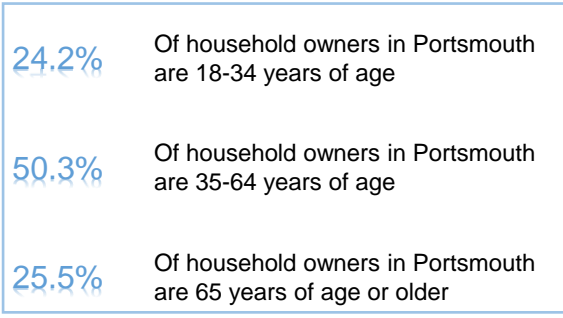 24.2%
Of household owners in Portsmouth
are 18-34 years of age
50.3%
Of household owners in Portsmouth
are 35-64 years of age
25.5%
Of household owners in Portsmouth
are 65 years of age or older